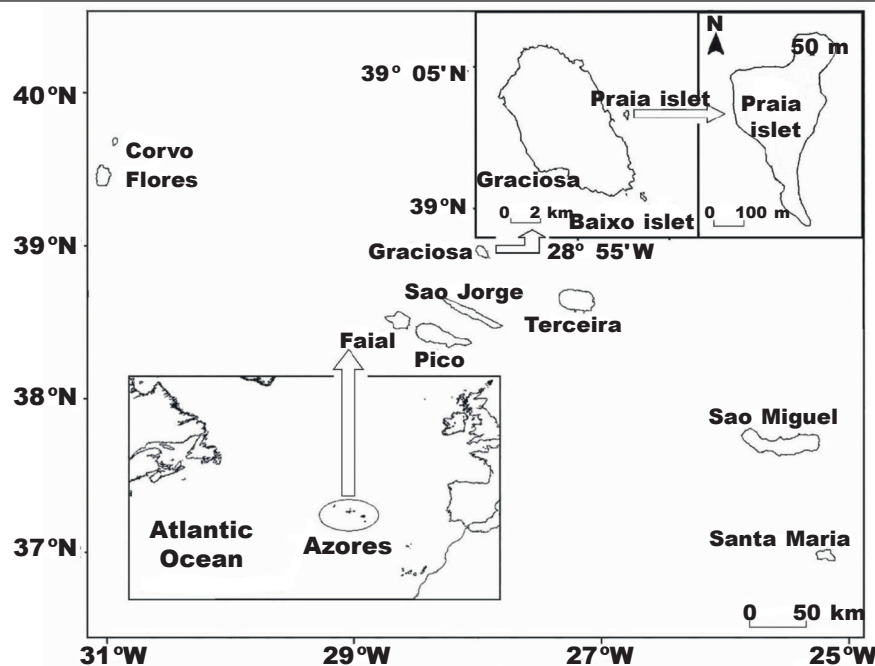 N
50 m
39° 05'N
40°N
Praia islet
Praia
islet
Corvo
Flores
Graciosa
39°N
0 2 km
Baixo islet
0 100 m
39°N
Graciosa
28° 55'W
Sao Jorge
Terceira
Faial
Pico
38°N
Sao Miguel
Atlantic
Ocean
Azores
37°N
Santa Maria
0 50 km
31°W
29°W
27°W
25°W